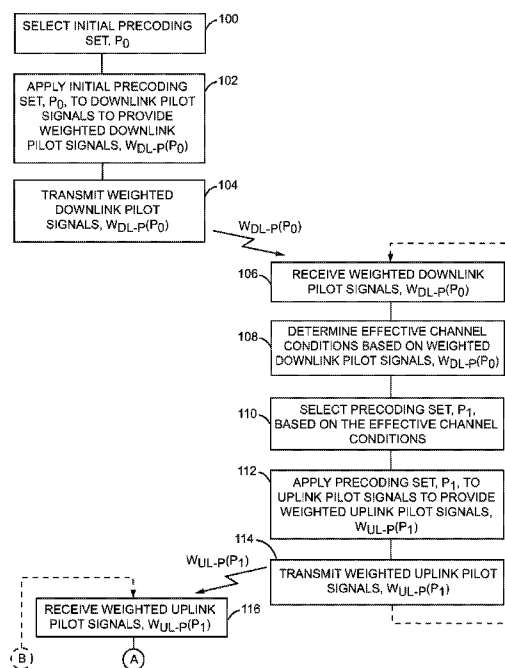 SELECT INITIAL PRECODING
SET, P0
100
APPLY INITIAL PRECODING
SET, P0, TO DOWNLINK PILOT
SIGNALS TO PROVIDE
WEIGHTED DOWNLINK
PILOT SIGNALS, WDL-P(P0)
102
TRANSMIT WEIGHTED
DOWNLINK PILOT
SIGNALS, WDL-P(P0)
104
WDL-P(P0)
106
RECEIVE WEIGHTED DOWNLINK
PILOT SIGNALS, WDL-P(P0)
108
DETERMINE EFFECTIVE CHANNEL
CONDITIONS BASED ON WEIGHTED
DOWNLINK PILOT SIGNALS, WDL-P(P0)
110
SELECT PRECODING SET, P1,
BASED ON THE EFFECTIVE CHANNEL
CONDITIONS
112
APPLY PRECODING SET, P1, TO
UPLINK PILOT SIGNALS TO PROVIDE
WEIGHTED UPLINK PILOT SIGNALS,
WUL-P(P1)
114
TRANSMIT WEIGHTED UPLINK PILOT
SIGNALS, WUL-P(P1)
WUL-P(P1)
RECEIVE WEIGHTED UPLINK
PILOT SIGNALS, WUL-P(P1)
116
B
A